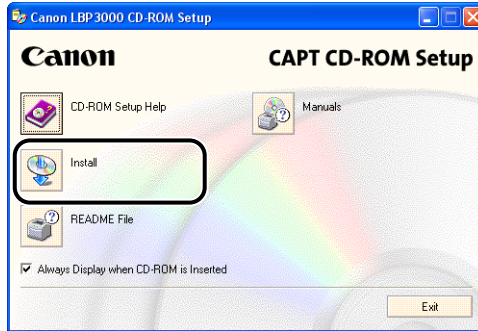 Canon LBP3000 CD-ROM Setup
Canon
CAPT CD-ROM Setup
CD-ROM Setup Help
Manuals
Install
README File
Always Display when CD-ROM is Inserted
Exit